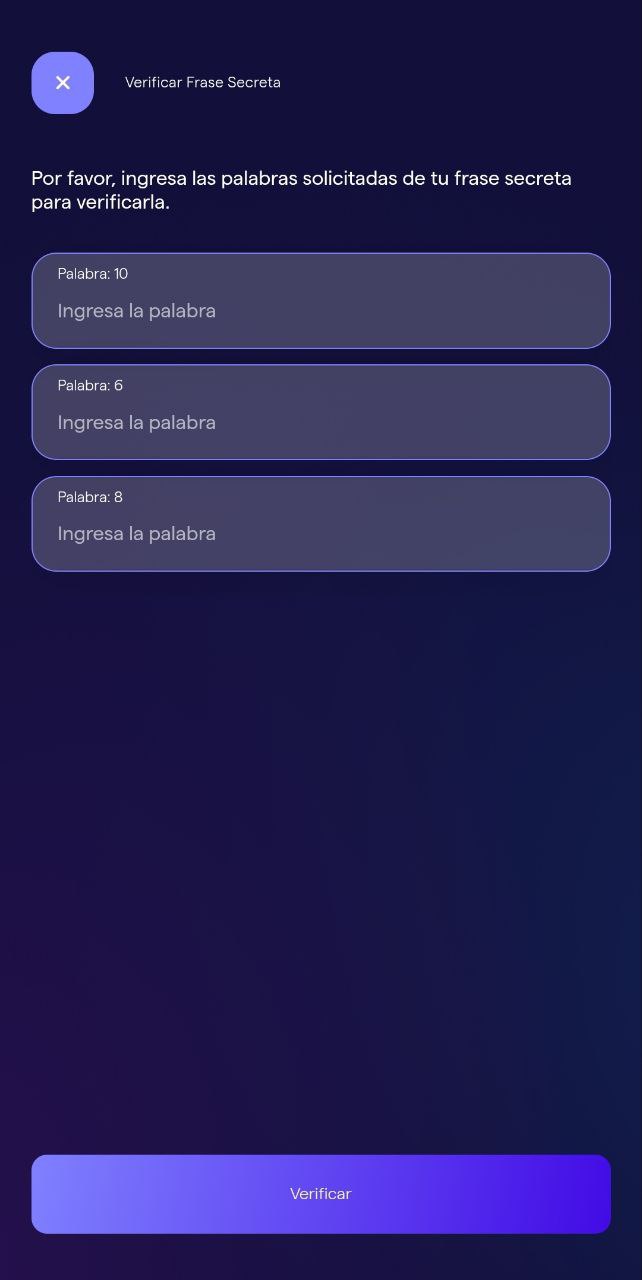 Verificar Frase Secreta
Por favor, ingresa las palabras solicitadas de tu frase secreta
para verificarla.
Palabra: 10
Ingresa la palabra
Palabra: 6
Ingresa la palabra
Palabra: 8
Ingresa la palabra
Verificar